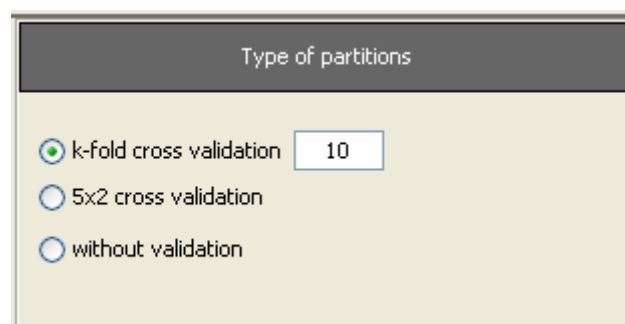 Type of partitions
k-fold cross validation 10
5x2 cross validation
without validation